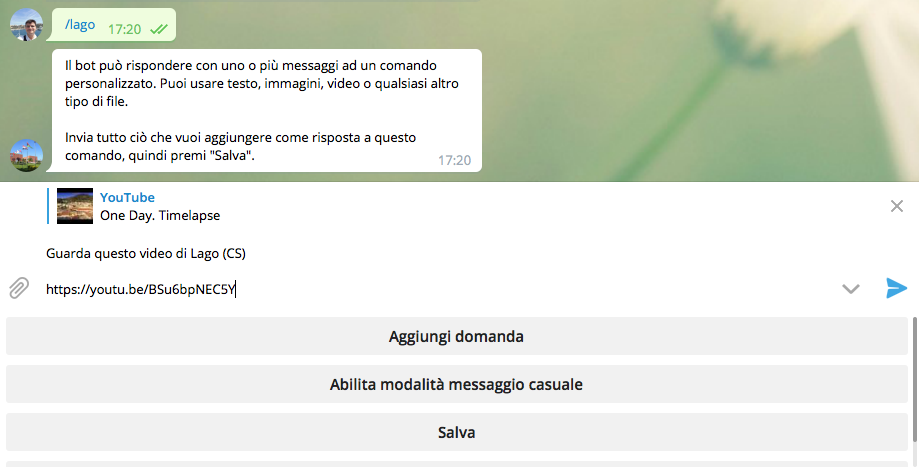 /lago
17:20
Il bot può rispondere con uno o più messaggi ad un comando
personalizzato. Puoi usare testo, immagini, video o qualsiasi altro
tipo di file.
Invia tutto ciò che vuoi aggiungere come risposta a questo
comando, quindi premi "Salva".
17:20
YouTube
One Day. Timelapse
Guarda questo video di Lago (CS)
https://youtu.be/BSu6bpNEC5Y
Aggiungi domanda
Abilita modalità messaggio casuale
Salva